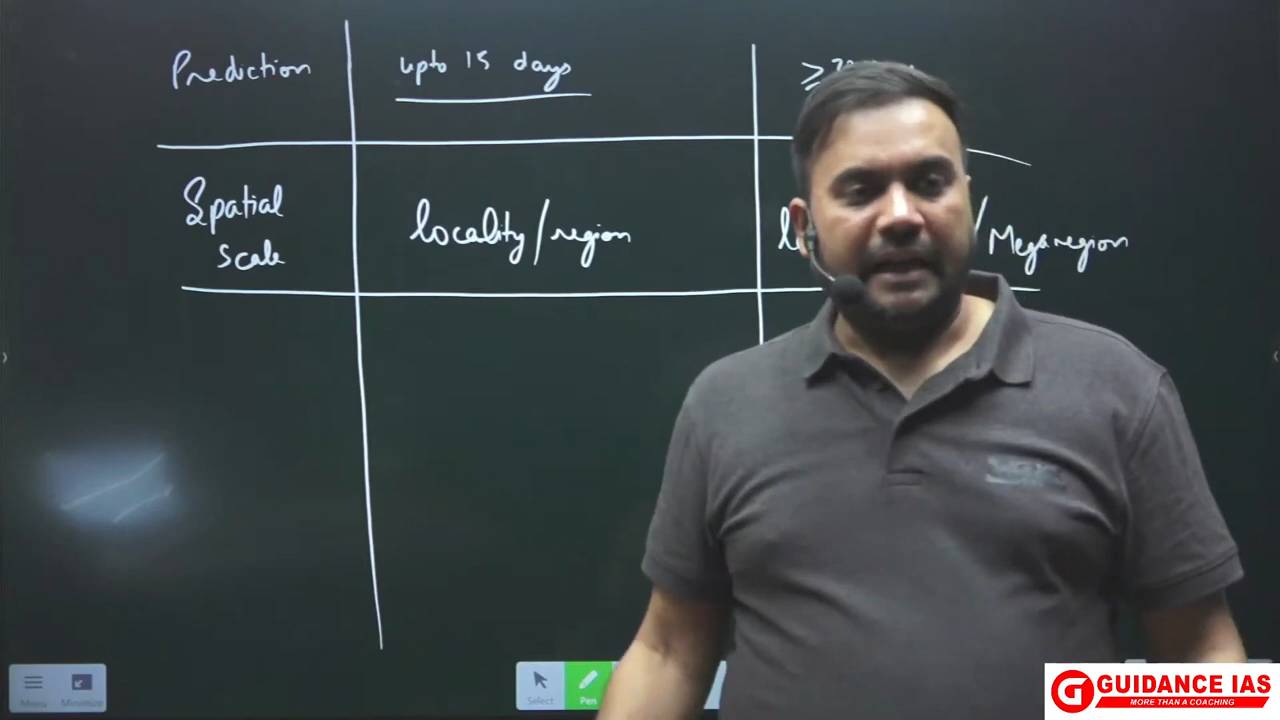 Prediction
upto 15 days
≥
Spatial
scale
locality/region
/Megaregion
Menu
Minimize
Select
Pen
GUIDANCE IAS
MORE THAN A COACHING